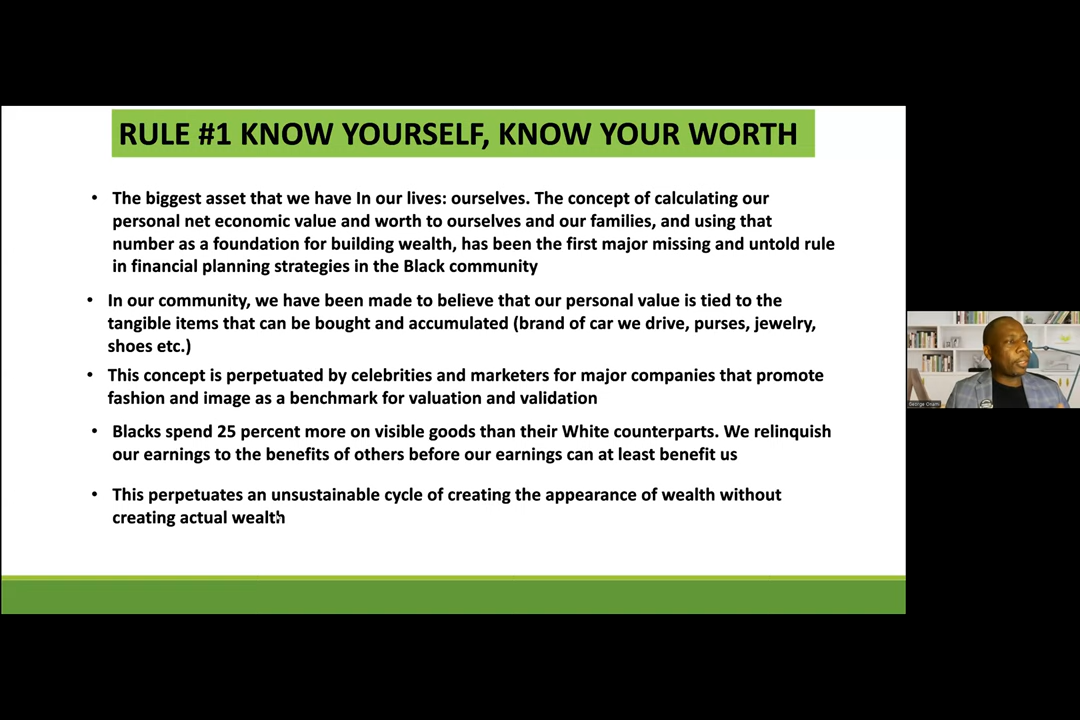 RULE #1 KNOW YOURSELF, KNOW YOUR WORTH
• The biggest asset that we have In our lives: ourselves. The concept of calculating our
personal net economic value and worth to ourselves and our families, and using that
number as a foundation for building wealth, has been the first major missing and untold rule
in financial planning strategies in the Black community
• In our community, we have been made to believe that our personal value is tied to the
tangible items that can be bought and accumulated (brand of car we drive, purses, jewelry,
shoes etc.)
• This concept is perpetuated by celebrities and marketers for major companies that promote
fashion and image as a benchmark for valuation and validation
• Blacks spend 25 percent more on visible goods than their White counterparts. We relinquish
our earnings to the benefits of others before our earnings can at least benefit us
• This perpetuates an unsustainable cycle of creating the appearance of wealth without
creating actual wealth